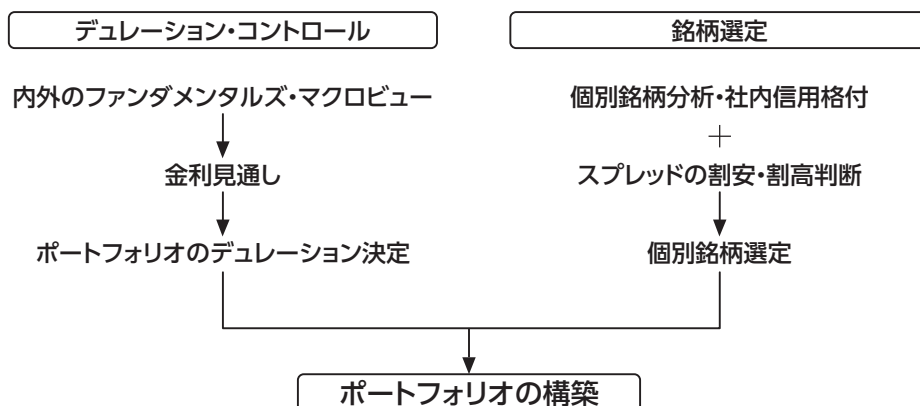 デュレーション・コントロール
内外のファンダメンタルズ・マクロビュー
金利見通し
ポートフォリオのデュレーション決定
銘柄選定
個別銘柄分析・社内信用格付
＋
スプレッドの割安・割高判断
個別銘柄選定
ポートフォリオの構築